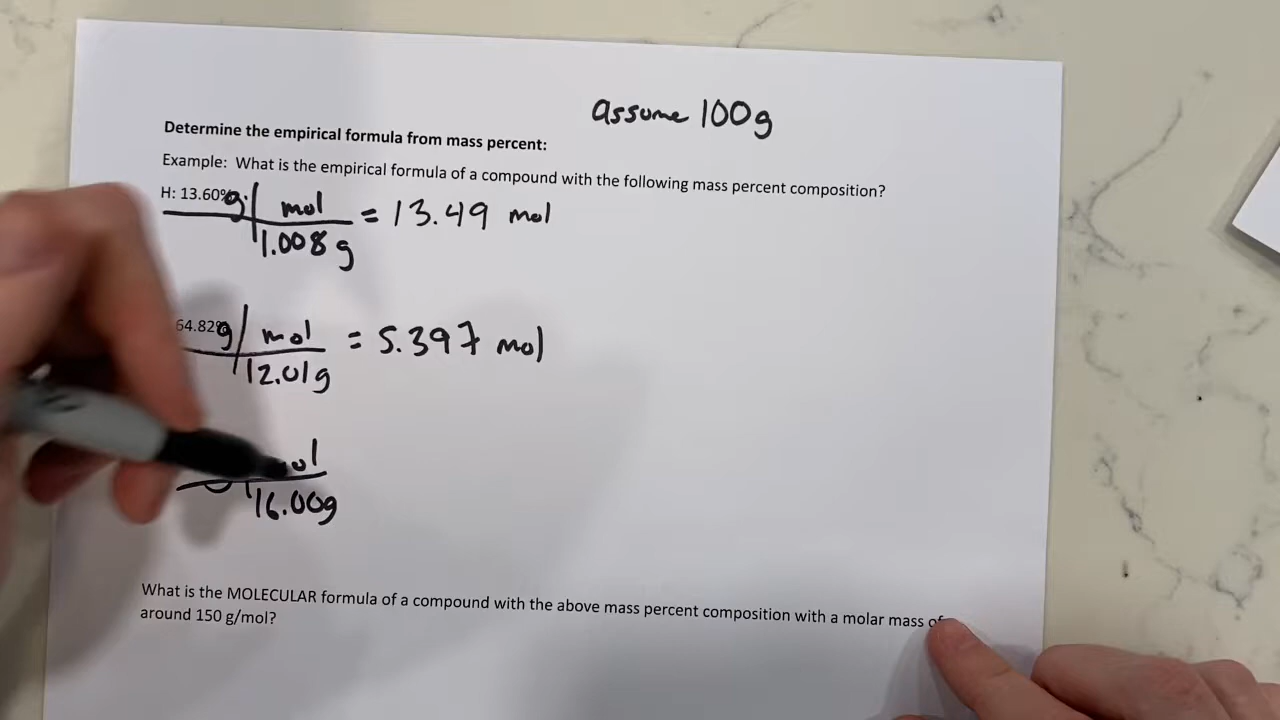 assume 100g
Determine the empirical formula from mass percent:
Example: What is the empirical formula of a compound with the following mass percent composition?
H: 13.60% g mol
1.008 g = 13.49 mol
64.82 g mol
12.01g = 5.397 mol
16.00g
What is the MOLECULAR formula of a compound with the above mass percent composition with a molar mass of
around 150 g/mol?